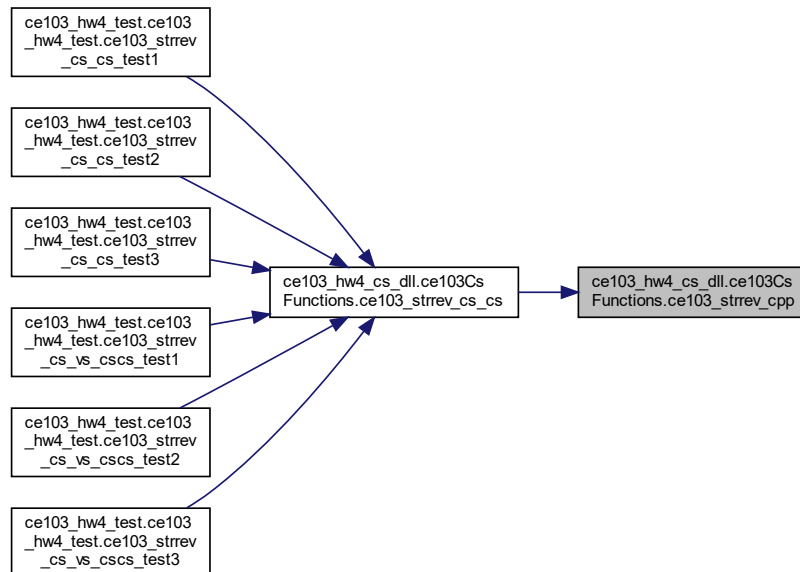 ce103_hw4_test.ce103
_hw4_test.ce103_strrev
_cs_cs_test1
ce103_hw4_test.ce103
_hw4_test.ce103_strrev
_cs_cs_test2
ce103_hw4_test.ce103
_hw4_test.ce103_strrev
_cs_cs_test3
ce103_hw4_test.ce103
_hw4_test.ce103_strrev
_cs_vs_cscs_test1
ce103_hw4_test.ce103
_hw4_test.ce103_strrev
_cs_vs_cscs_test2
ce103_hw4_test.ce103
_hw4_test.ce103_strrev
_cs_vs_cscs_test3
ce103_hw4_cs_dll.ce103Cs
Functions.ce103_strrev_cs_cs
ce103_hw4_cs_dll.ce103Cs
Functions.ce103_strrev_cpp